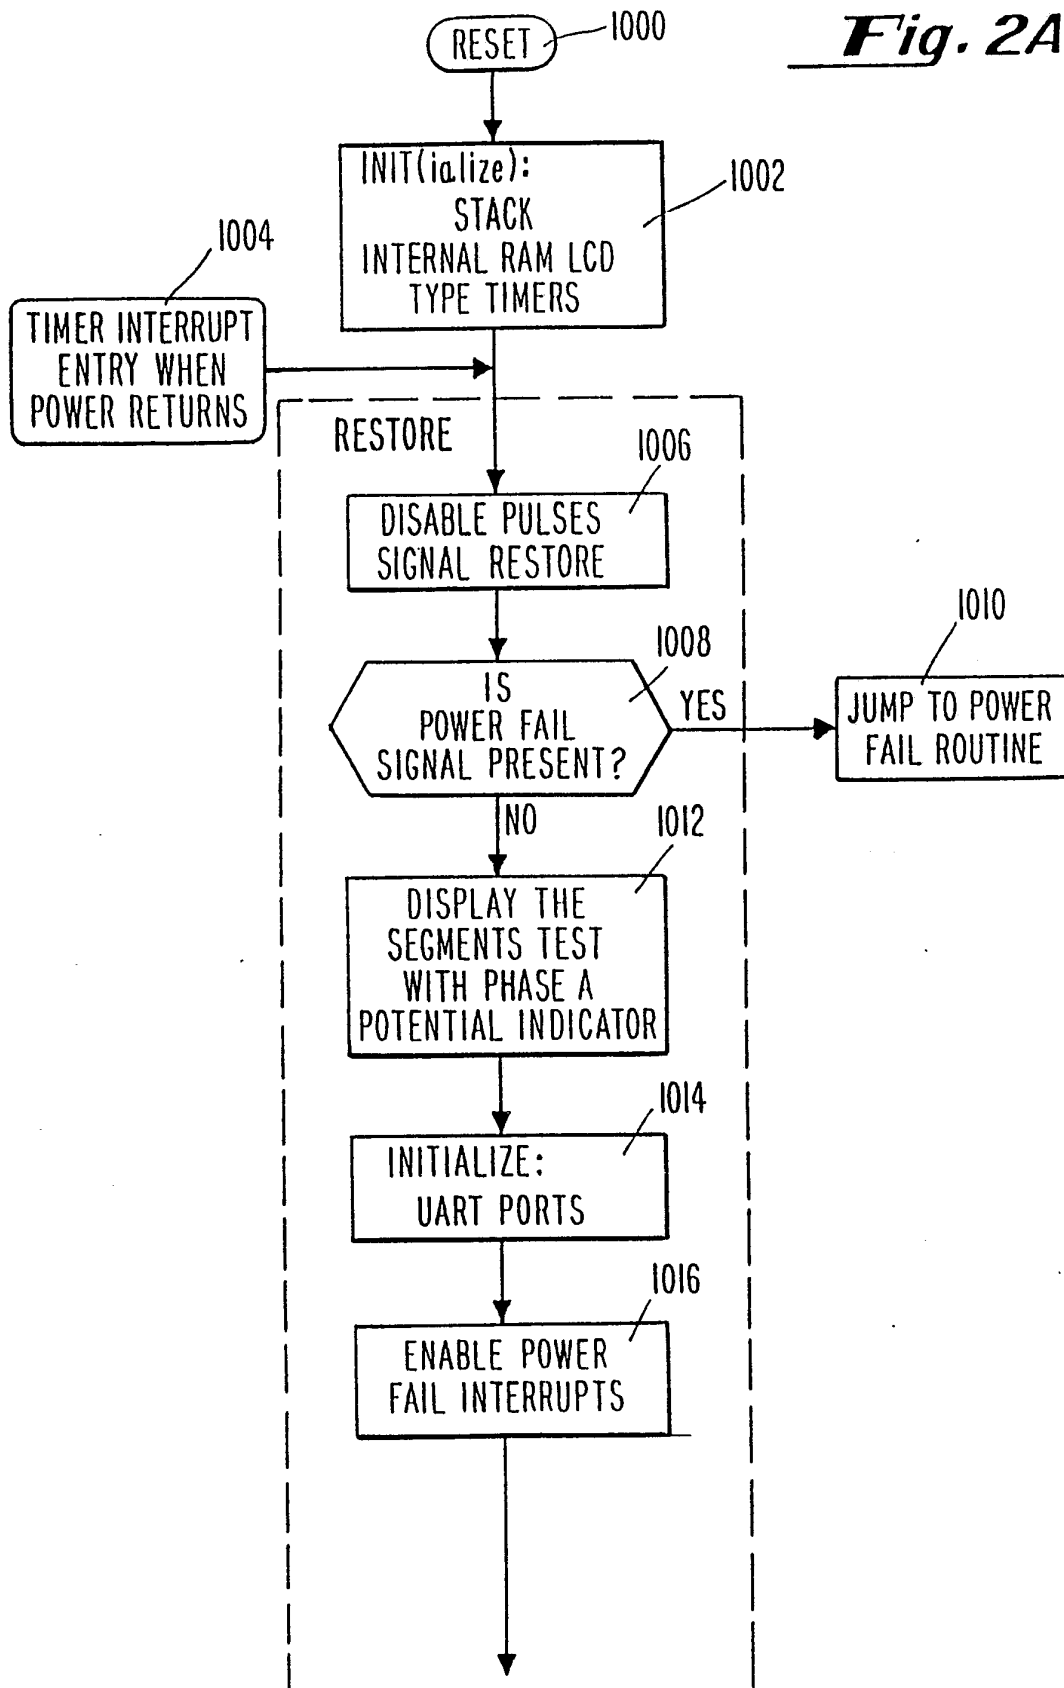 Fig. 2A
RESET
1000
INIT(ialize):
STACK
INTERNAL RAM LCD
TYPE TIMERS
1002
1004
TIMER INTERRUPT
ENTRY WHEN
POWER RETURNS
RESTORE
1006
DISABLE PULSES
SIGNAL RESTORE
1008
IS
POWER FAIL
SIGNAL PRESENT?
YES
1010
JUMP TO POWER
FAIL ROUTINE
NO
1012
DISPLAY THE
SEGMENTS TEST
WITH PHASE A
POTENTIAL INDICATOR
1014
INITIALIZE:
UART PORTS
1016
ENABLE POWER
FAIL INTERRUPTS